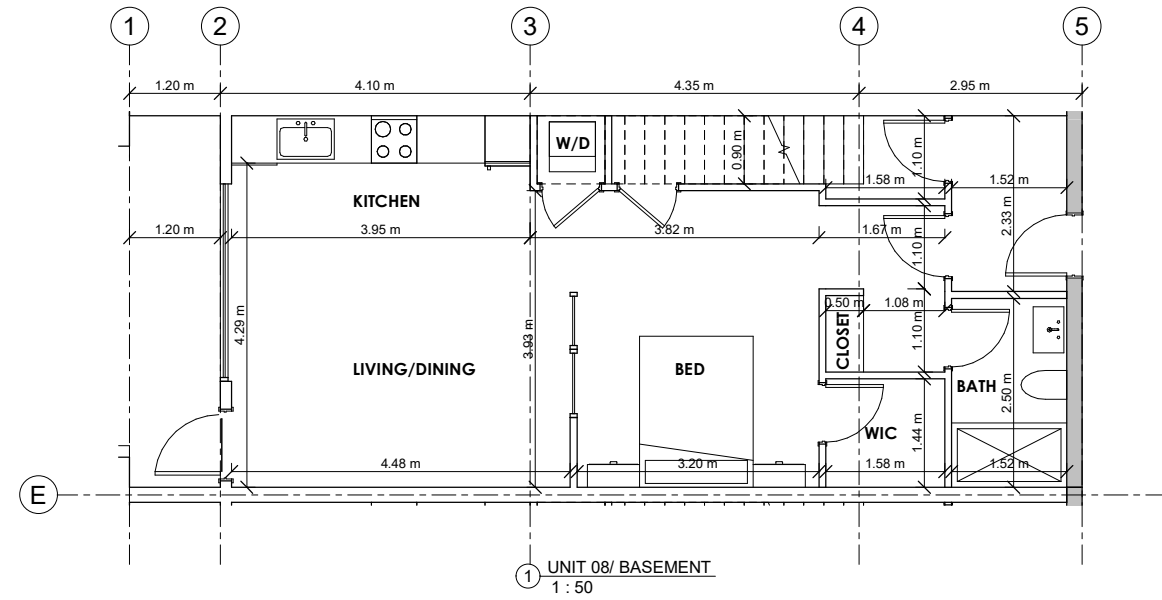 1
2
3
4
5
1.20 m
4.10 m
4.35 m
2.95 m
W/D
0.90 m
1.10 m
1.58 m
1.52 m
KITCHEN
2.33 m
1.20 m
3.95 m
3.82 m
1.67 m
1.10 m
4.29 m
3.93 m
0.50 m
1.08 m
CLOSET
1.10 m
LIVING/DINING
BED
BATH
2.50 m
WIC
1.44 m
4.48 m
3.20 m
1.58 m
1.52 m
E
1
UNIT 08/ BASEMENT
1 : 50